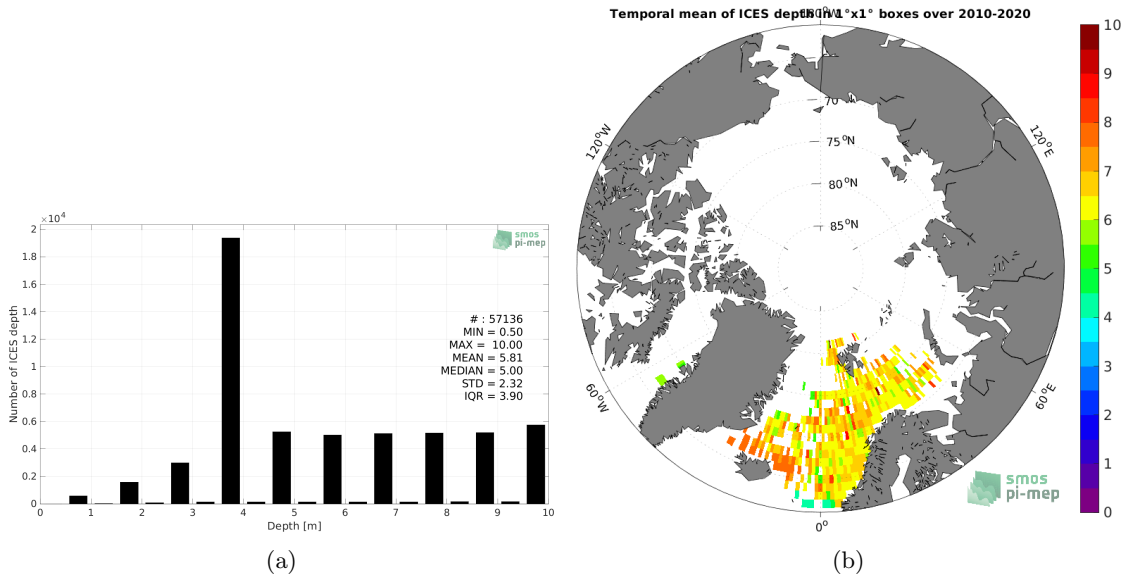 ×10^4
2
1.8
1.6
1.4
1.2
1
0.8
0.6
0.4
0.2
0
Number of ICES depth
0 1 2 3 4 5 6 7 8 9 10
Depth [m]
smos
pi-mep
# : 57136
MIN = 0.50
MAX = 10.00
MEAN = 5.81
MEDIAN = 5.00
STD = 2.32
IQR = 3.90
(a)
Temporal mean of ICES depth in 1°x1° boxes over 2010-2020
180°W
120°W
120°E
60°W
60°E
0°
70°N
75°N
80°N
85°N
smos
pi-mep
10
9
8
7
6
5
4
3
2
1
0
(b)